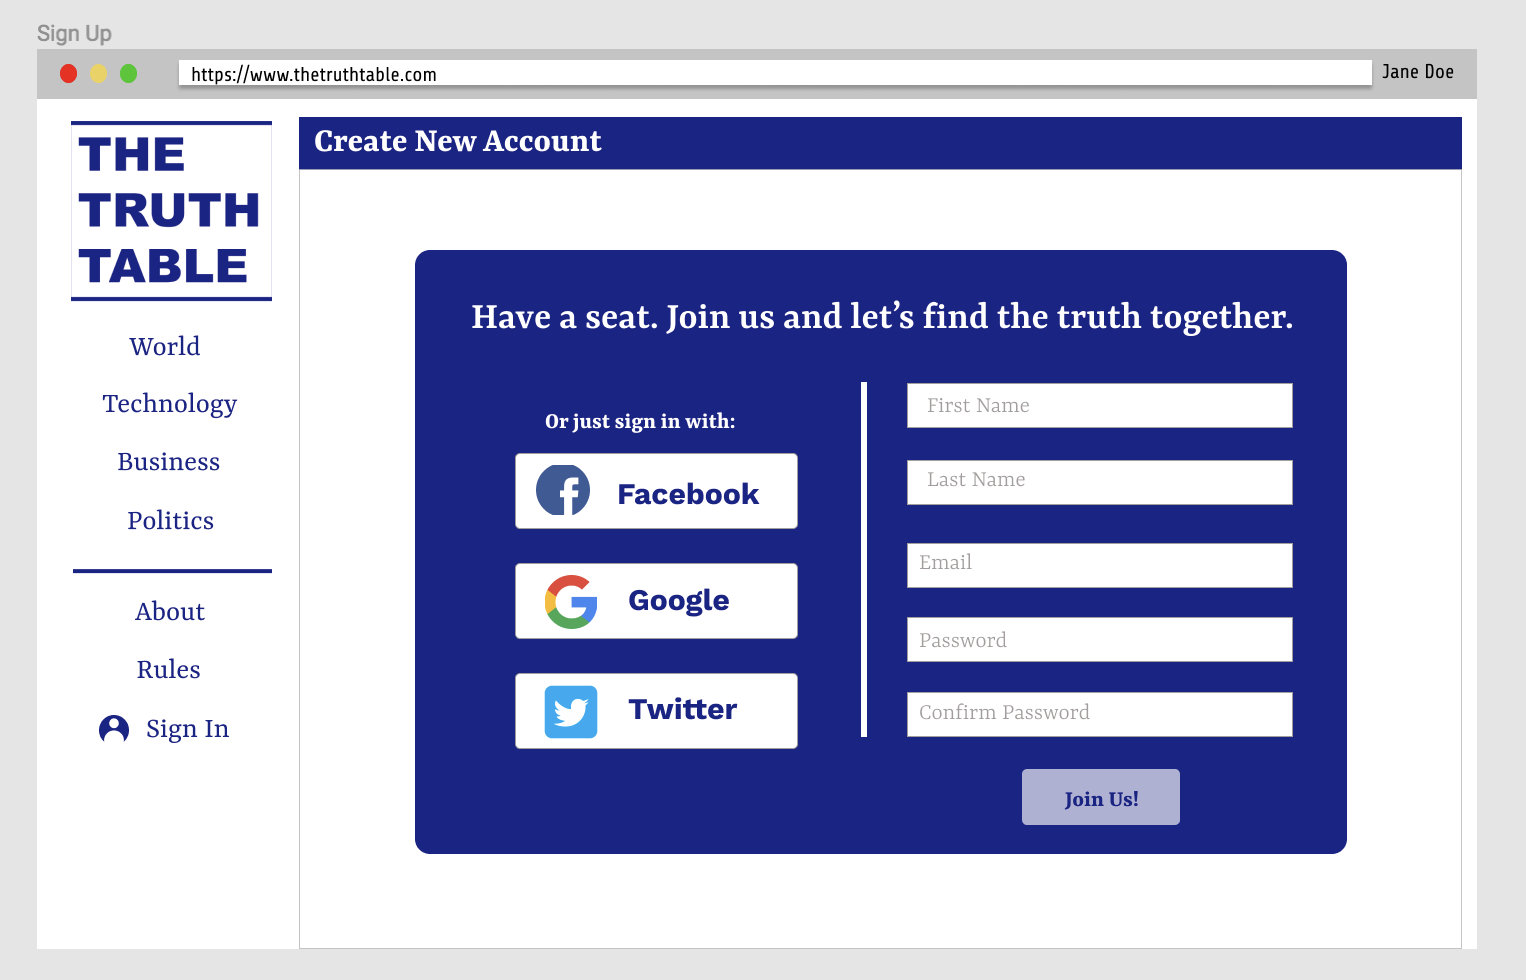 Sign Up
https://www.thetruthtable.com
Jane Doe
THE
TRUTH
TABLE
World
Technology
Business
Politics
About
Rules
Sign In
Create New Account
Have a seat. Join us and let’s find the truth together.
Or just sign in with:
Facebook
Google
Twitter
First Name
Last Name
Email
Password
Confirm Password
Join Us!